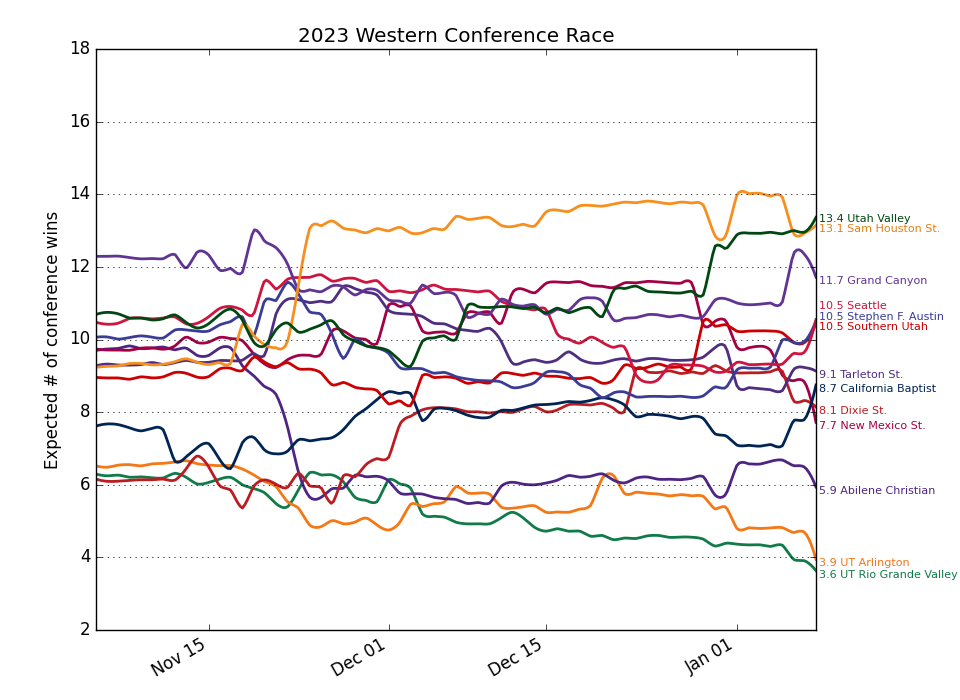 2023 Western Conference Race
Expected # of conference wins
18
16
14
12
10
8
6
4
2
Nov 15
Dec 01
Dec 15
Jan 01
13.4 Utah Valley
13.1 Sam Houston St.
11.7 Grand Canyon
10.5 Seattle
10.5 Stephen F. Austin
10.5 Southern Utah
9.1 Tarleton St.
8.7 California Baptist
8.1 Dixie St.
7.7 New Mexico St.
5.9 Abilene Christian
3.9 UT Arlington
3.6 UT Rio Grande Valley